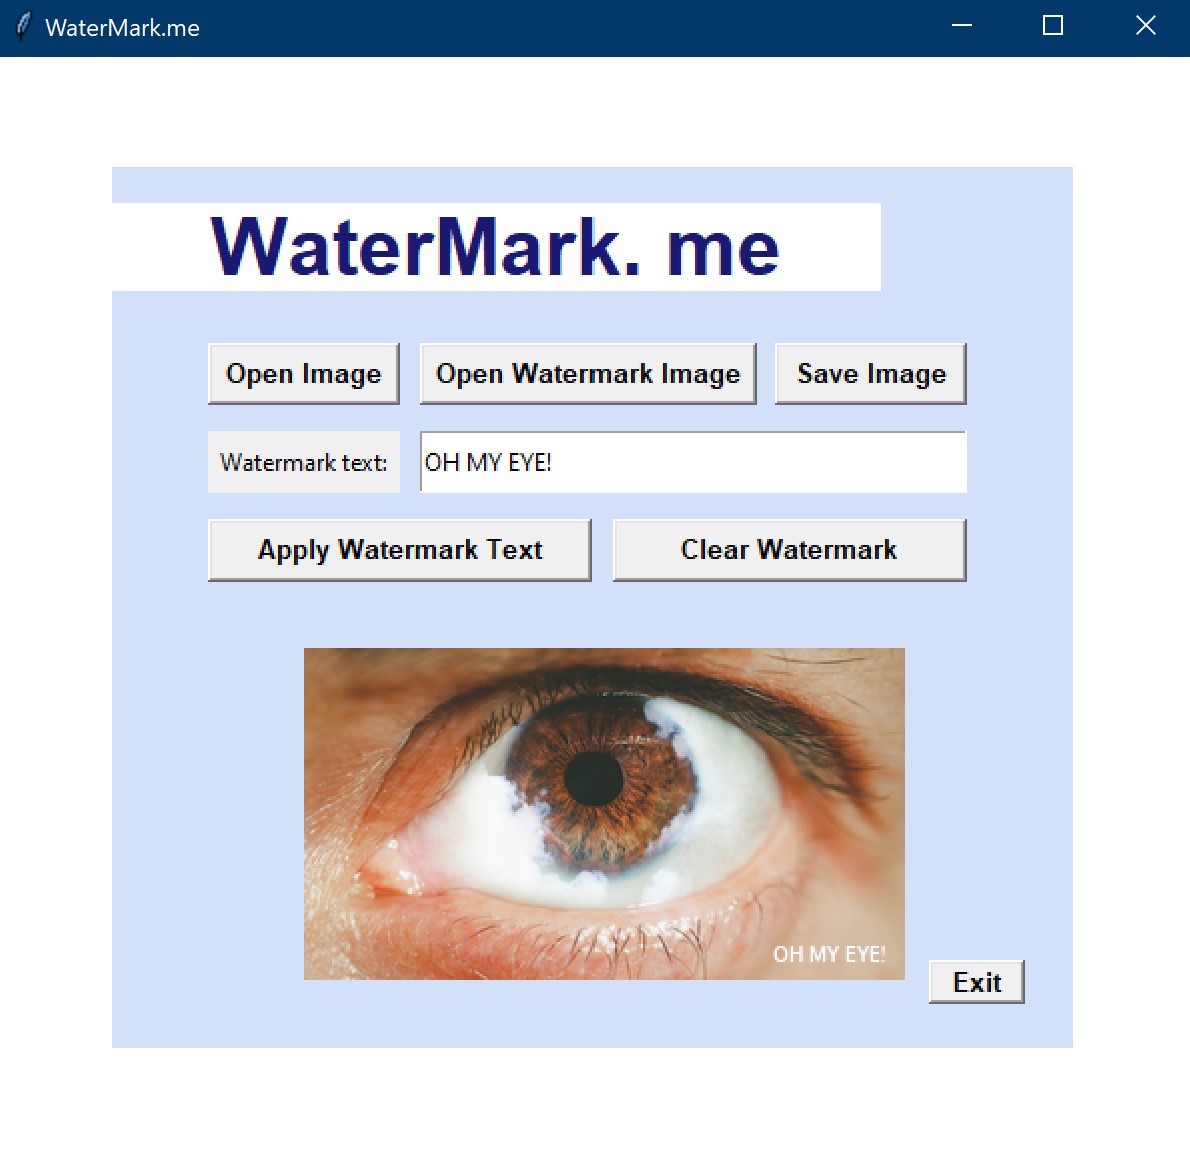 WaterMark.me
WaterMark. me
Open Image Open Watermark Image Save Image
Watermark text: OH MY EYE!
Apply Watermark Text Clear Watermark
OH MY EYE!
Exit